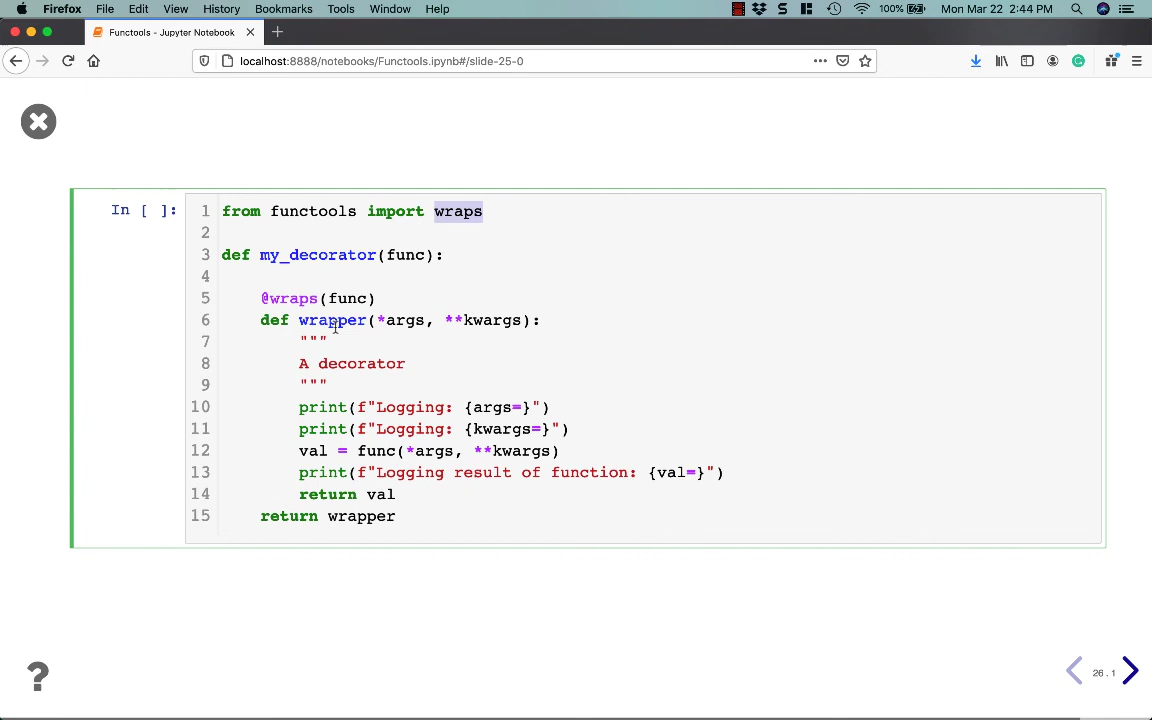 Firefox File Edit View History Bookmarks Tools Window Help 100% Mon Mar 22 2:44 PM
Functools - Jupyter Notebook
localhost:8888/notebooks/Functools.ipynb#/slide-25-0
In [ ]:
1 from functools import wraps
2
3 def my_decorator(func):
4
5     @wraps(func)
6     def wrapper(*args, **kwargs):
7         """
8         A decorator
9         """
10         print(f"Logging: {args=}")
11         print(f"Logging: {kwargs=}")
12         val = func(*args, **kwargs)
13         print(f"Logging result of function: {val=}")
14         return val
15     return wrapper
?
26.1